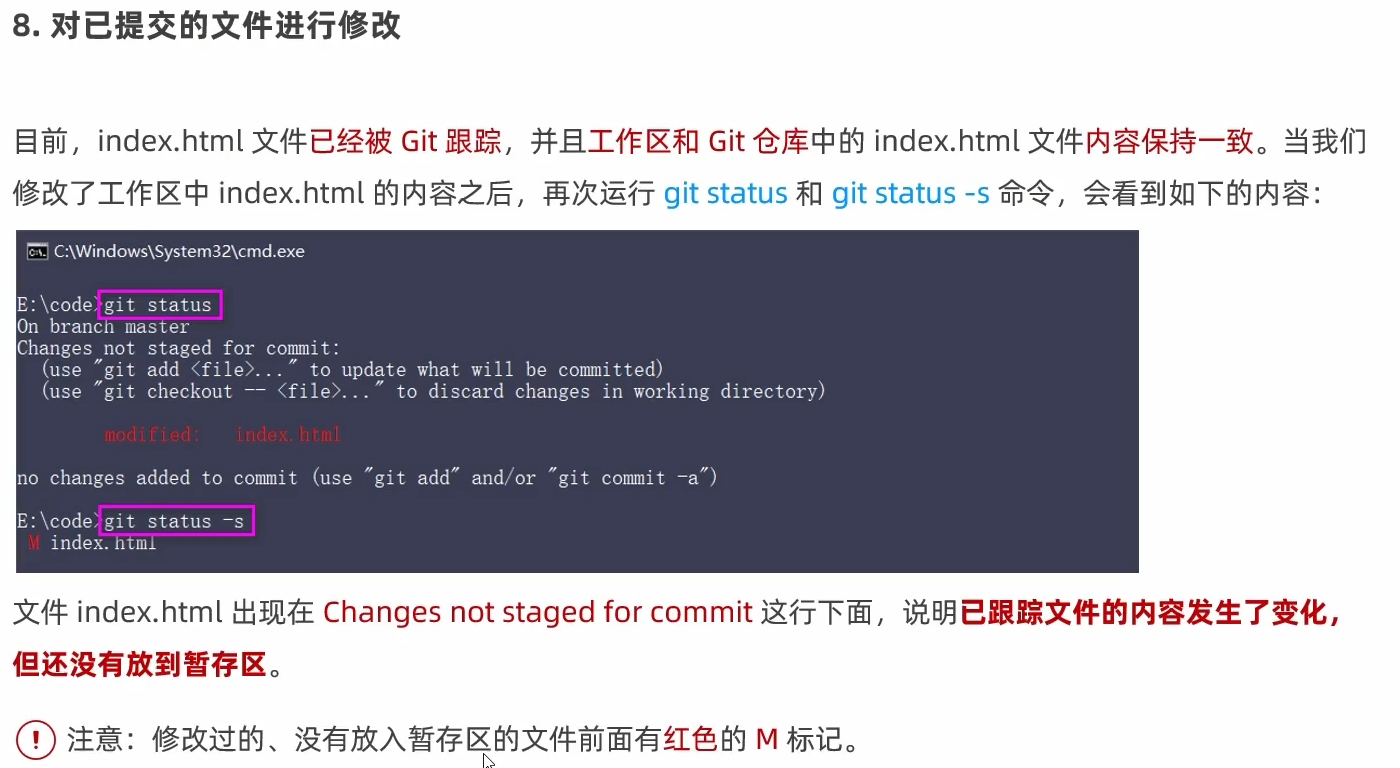 8. 对已提交的文件进行修改
目前，index.html 文件已经被 Git 跟踪，并且工作区和 Git 仓库中的 index.html 文件内容保持一致。当我们
修改了工作区中 index.html 的内容之后，再次运行 git status 和 git status -s 命令，会看到如下的内容：
C:\Windows\System32\cmd.exe
E:\code>git status
On branch master
Changes not staged for commit:
(use "git add <file>..." to update what will be committed)
(use "git checkout -- <file>..." to discard changes in working directory)
modified: index.html
no changes added to commit (use "git add" and/or "git commit -a")
E:\code>git status -s
M index.html
文件 index.html 出现在 Changes not staged for commit 这行下面，说明已跟踪文件的内容发生了变化，
但还没有放到暂存区。
! 注意：修改过的、没有放入暂存区的文件前面有红色的 M 标记。